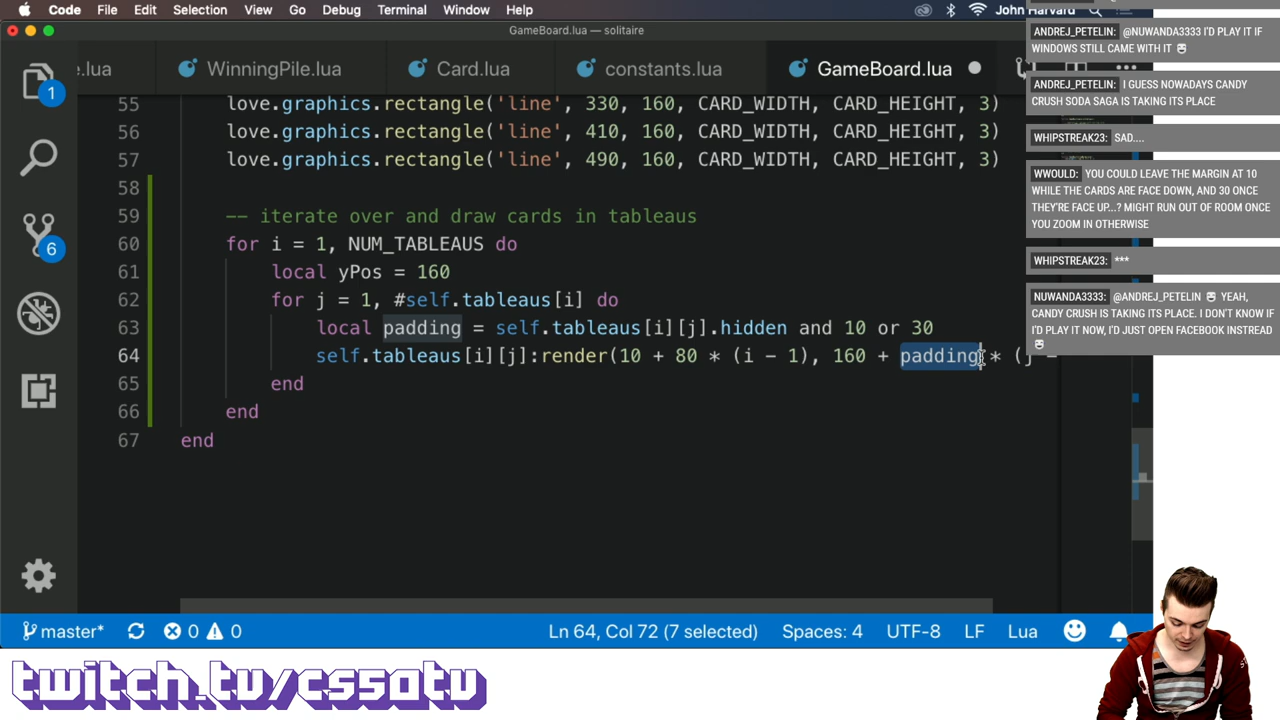 Code File Edit Selection View Go Debug Terminal Window Help
John Harvard
GameBoard.lua — solitaire
e.lua WinningPile.lua Card.lua constants.lua GameBoard.lua
55 love.graphics.rectangle('line', 330, 160, CARD_WIDTH, CARD_HEIGHT, 3)
56 love.graphics.rectangle('line', 410, 160, CARD_WIDTH, CARD_HEIGHT, 3)
57 love.graphics.rectangle('line', 490, 160, CARD_WIDTH, CARD_HEIGHT, 3)
58
59 -- iterate over and draw cards in tableaus
60 for i = 1, NUM_TABLEAUS do
61 local yPos = 160
62 for j = 1, #self.tableaus[i] do
63 local padding = self.tableaus[i][j].hidden and 10 or 30
64 self.tableaus[i][j]:render(10 + 80 * (i - 1), 160 + padding * (j -
65 end
66 end
67 end
1
6
ANDREJ_PETELIN: @NUWANDA3333 I'D PLAY IT IF
WINDOWS STILL CAME WITH IT
ANDREJ_PETELIN: I GUESS NOWADAYS CANDY
CRUSH SODA SAGA IS TAKING ITS PLACE
WHIPSTREAK23: SAD....
WWOULD: YOU COULD LEAVE THE MARGIN AT 10
WHILE THE CARDS ARE FACE DOWN, AND 30 ONCE
THEY'RE FACE UP...? MIGHT RUN OUT OF ROOM ONCE
YOU ZOOM IN OTHERWISE
WHIPSTREAK23: ***
NUWANDA3333: @ANDREJ_PETELIN YEAH,
CANDY CRUSH IS TAKING ITS PLACE. I DON'T KNOW IF
I'D PLAY IT NOW, I'D JUST OPEN FACEBOOK INSTREAD
master* 0 0 Ln 64, Col 72 (7 selected) Spaces: 4 UTF-8 LF Lua
twitch.tv/cs50tv